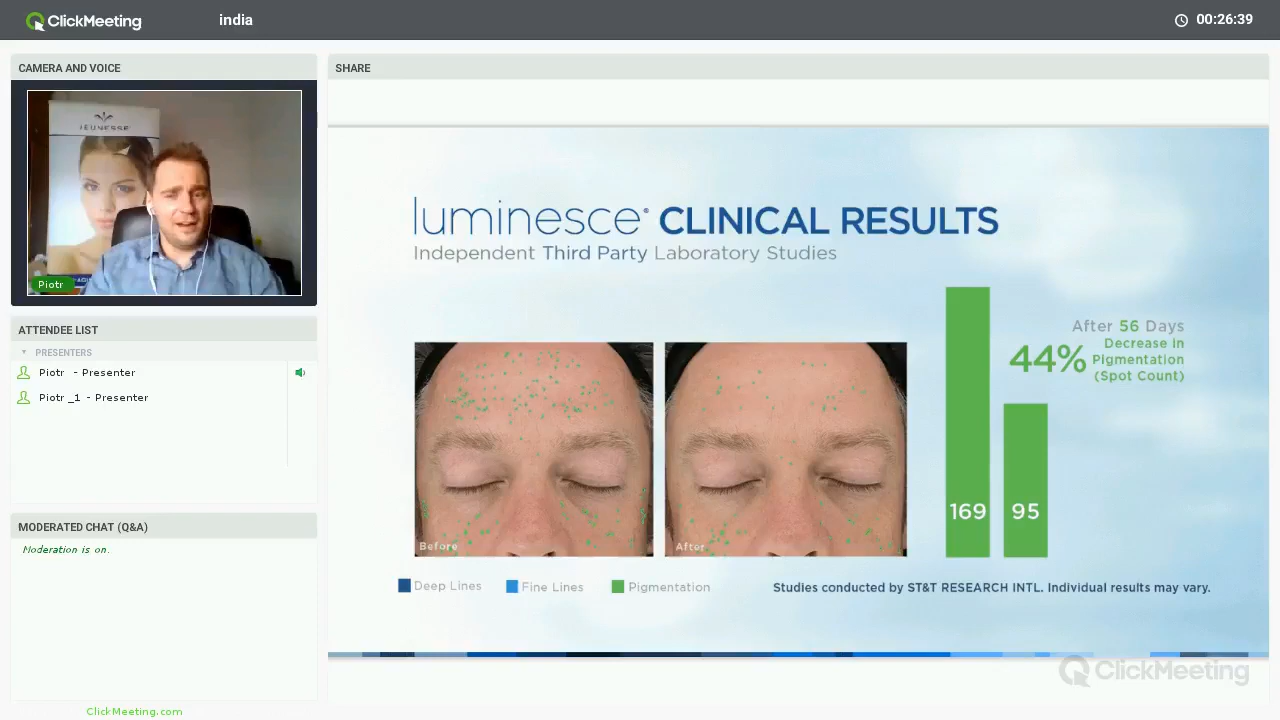 ClickMeeting
india
00:26:39
CAMERA AND VOICE
JEUNESSE
Piotr
ATTENDEE LIST
PRESENTERS
Piotr - Presenter
Piotr _1 - Presenter
MODERATED CHAT (Q&A)
Moderation is on.
ClickMeeting.com
SHARE
luminesce® CLINICAL RESULTS
Independent Third Party Laboratory Studies
After 56 Days
44% Decrease in
Pigmentation
(Spot Count)
169
95
Before
After
Deep Lines
Fine Lines
Pigmentation
Studies conducted by ST&T RESEARCH INTL. Individual results may vary.
ClickMeeting